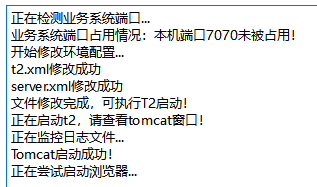 正在检测业务系统端口...
业务系统端口占用情况：本机端口7070未被占用！
开始修改环境配置...
t2.xml修改成功
server.xml修改成功
文件修改完成，可执行T2启动！
正在启动t2，请查看tomcat窗口！
正在监控日志文件...
Tomcat启动成功！
正在尝试启动浏览器...